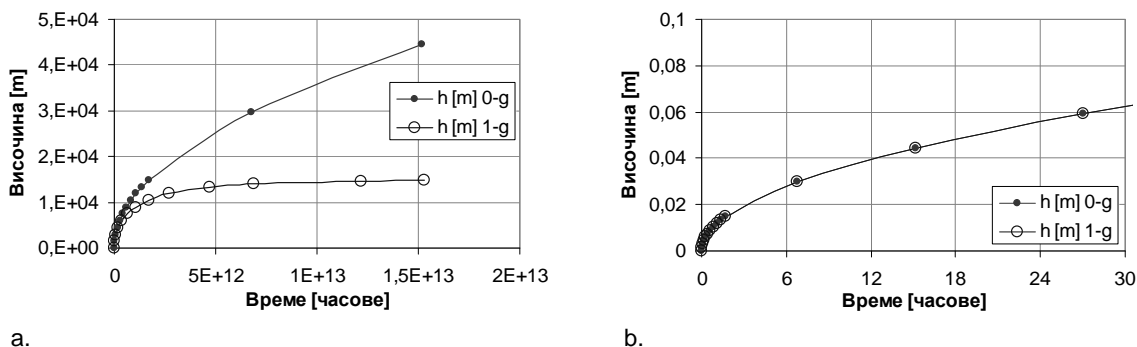 5,E+04
4,E+04
3,E+04
2,E+04
1,E+04
0,E+00
Височина [m]
h [m] 0-g
h [m] 1-g
0
5E+12
1E+13
1,5E+13
2E+13
Време [часове]
a.
0,1
0,08
0,06
0,04
0,02
0
Височина [m]
h [m] 0-g
h [m] 1-g
0
6
12
18
24
30
Време [часове]
b.